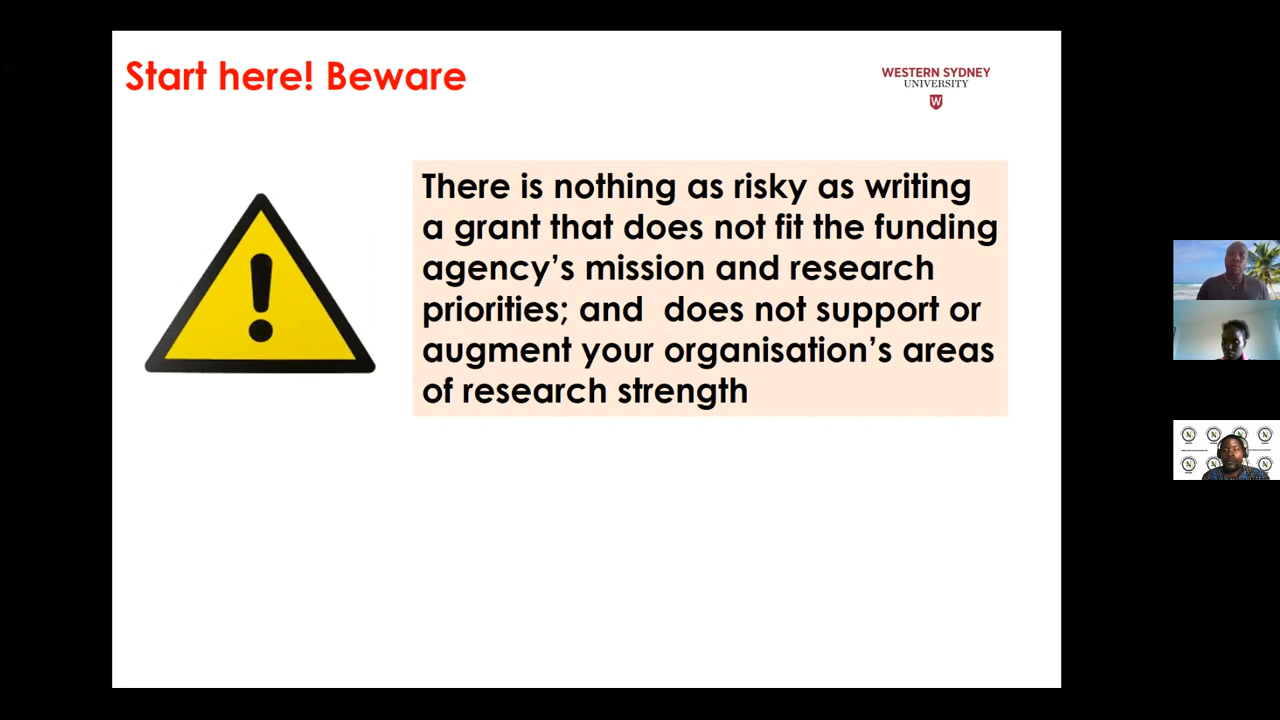 Start here! Beware
WESTERN SYDNEY
UNIVERSITY
W
There is nothing as risky as writing
a grant that does not fit the funding
agency’s mission and research
priorities; and  does not support or
augment your organisation’s areas
of research strength